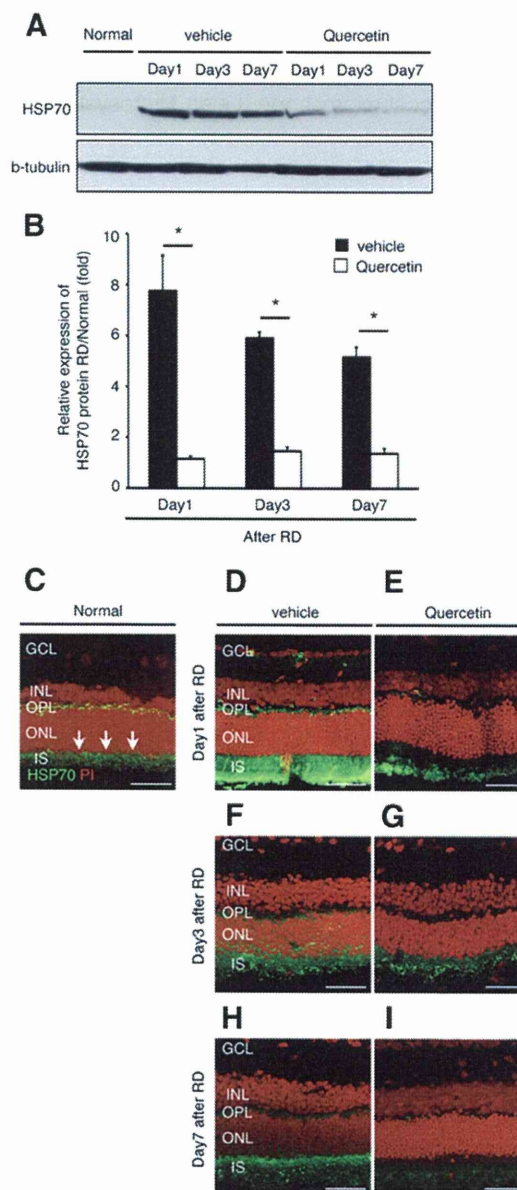 A
Normal vehicle Quercetin
Day1 Day3 Day7 Day1 Day3 Day7
HSP70
b-tubulin
B
Relative expression of
HSP70 protein RD/Normal (fold)
10
8
6
4
2
0
* * *
vehicle
Quercetin
Day1 Day3 Day7
After RD
C D E
Normal vehicle Quercetin
Day1 after RD
GCL
INL
OPL
ONL
IS
HSP70 PI
GCL
INL
OPL
ONL
IS
F G
Day3 after RD
GCL
INL
OPL
ONL
IS
H I
Day7 after RD
GCL
INL
OPL
ONL
IS